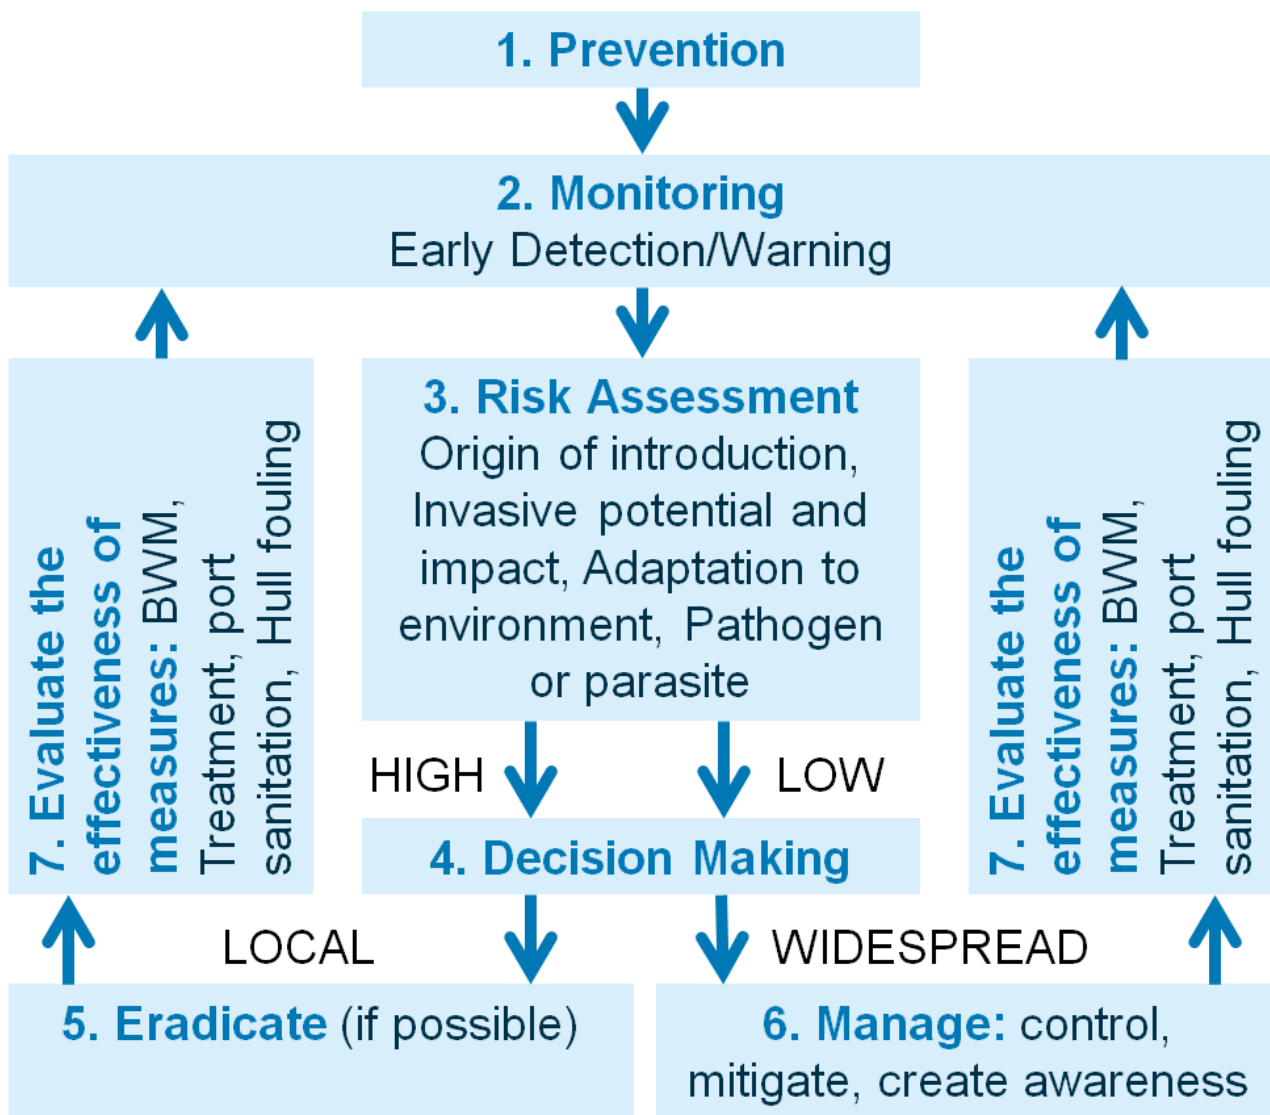 1. Prevention
2. Monitoring
Early Detection/Warning
3. Risk Assessment
Origin of introduction,
Invasive potential and
impact, Adaptation to
environment, Pathogen
or parasite
HIGH
LOW
4. Decision Making
LOCAL
WIDESPREAD
5. Eradicate (if possible)
6. Manage: control,
mitigate, create awareness
7. Evaluate the
effectiveness of
measures: BWM,
Treatment, port
sanitation, Hull fouling
7. Evaluate the
effectiveness of
measures: BWM,
Treatment, port
sanitation, Hull fouling